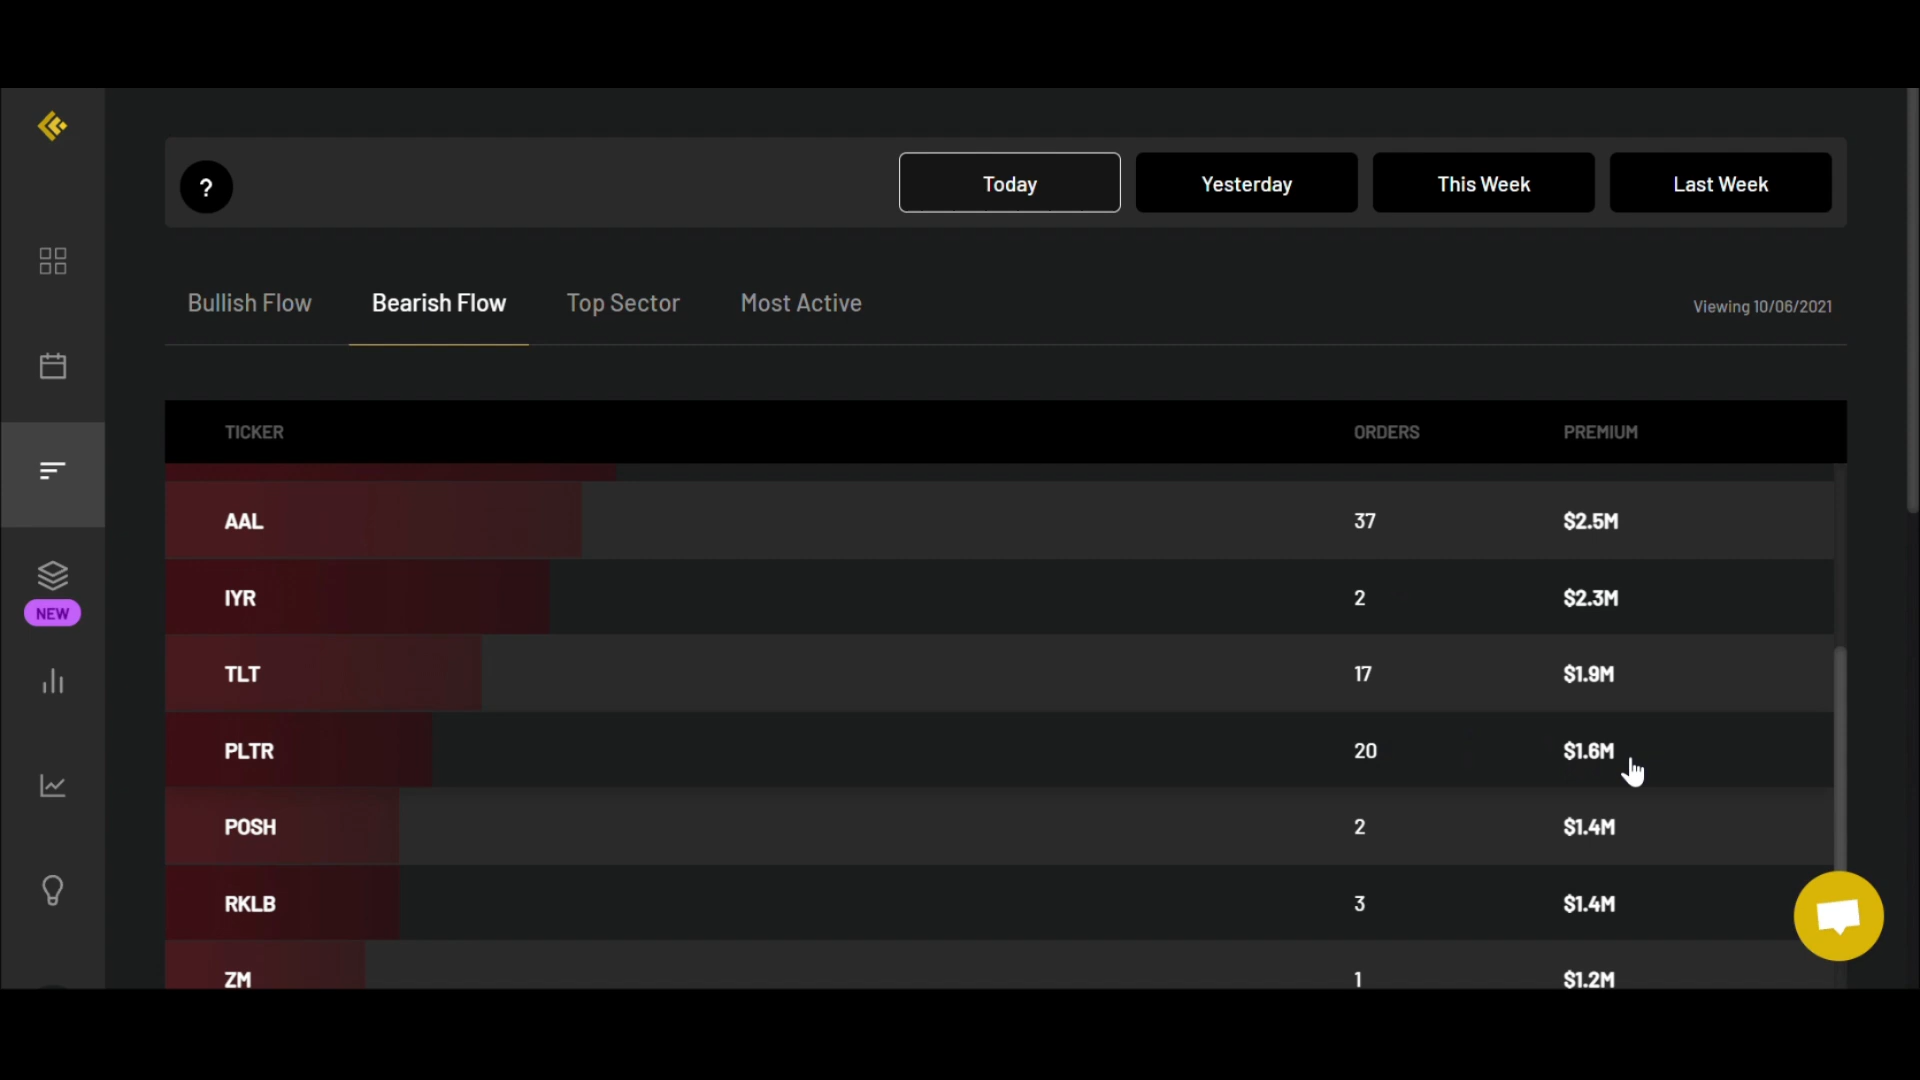 ? Today Yesterday This Week Last Week
Bullish Flow Bearish Flow Top Sector Most Active Viewing 10/06/2021
TICKER ORDERS PREMIUM
AAL 37 $2.5M
IYR 2 $2.3M
NEW
TLT 17 $1.9M
PLTR 20 $1.6M
POSH 2 $1.4M
RKLB 3 $1.4M
ZM 1 $1.2M